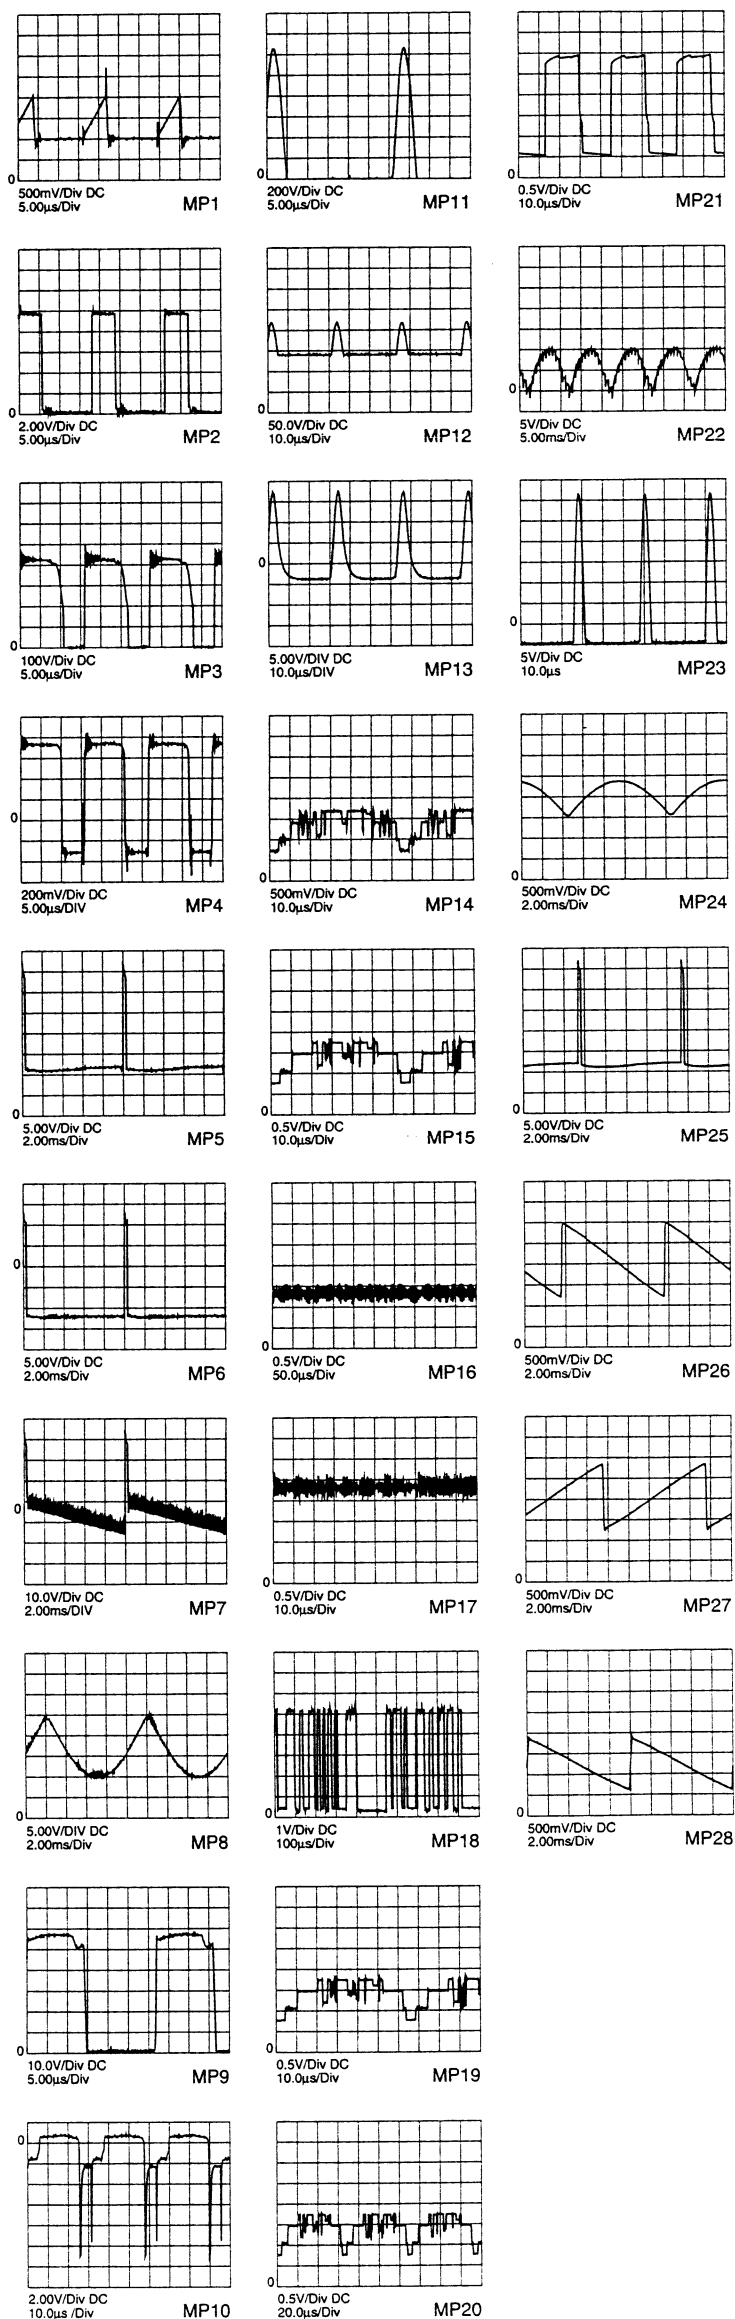 0
500mV/Div DC
5.00µs/Div
MP1
0
2.00V/Div DC
5.00µs/Div
MP2
0
100V/Div DC
5.00µs/Div
MP3
0
200mV/Div DC
5.00µs/DIV
MP4
0
5.00V/Div DC
2.00ms/Div
MP5
0
5.00V/Div DC
2.00ms/Div
MP6
0
10.0V/Div DC
2.00ms/DIV
MP7
0
5.00V/DIV DC
2.00ms/Div
MP8
0
10.0V/Div DC
5.00µs/Div
MP9
0
2.00V/Div DC
10.0µs /Div
MP10
200V/Div DC
5.00µs/Div
MP11
0
50.0V/Div DC
10.0µs/Div
MP12
0
5.00V/DIV DC
10.0µs/DIV
MP13
0
500mV/Div DC
10.0µs/Div
MP14
0
0.5V/Div DC
10.0µs/Div
MP15
0
0.5V/Div DC
50.0µs/Div
MP16
0
0.5V/Div DC
10.0µs/Div
MP17
0
1V/Div DC
100µs/Div
MP18
0
0.5V/Div DC
10.0µs/Div
MP19
0
0.5V/Div DC
20.0µs/Div
MP20
0
0.5V/Div DC
10.0µs/Div
MP21
0
5V/Div DC
5.00ms/Div
MP22
0
5V/Div DC
10.0µs
MP23
0
500mV/Div DC
2.00ms/Div
MP24
0
5.00V/Div DC
2.00ms/Div
MP25
0
500mV/Div DC
2.00ms/Div
MP26
0
500mV/Div DC
2.00ms/Div
MP27
0
500mV/Div DC
2.00ms/Div
MP28